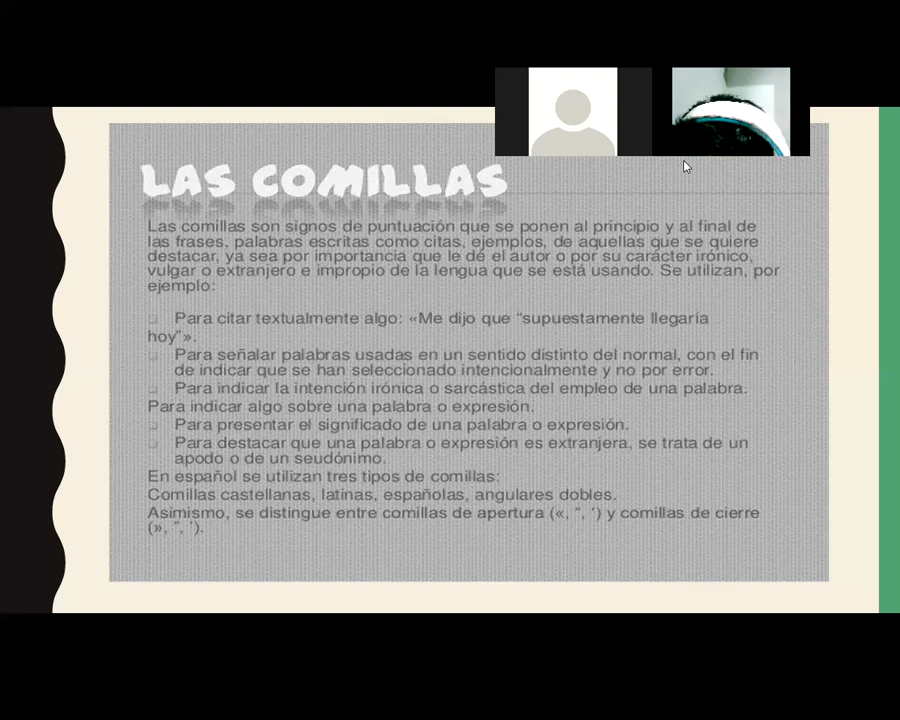 LAS COMILLAS
Las comillas son signos de puntuación que se ponen al principio y al final de
las frases, palabras escritas como citas, ejemplos, de aquellas que se quiere
destacar, ya sea por importancia que le dé el autor o por su carácter irónico,
vulgar o extranjero e impropio de la lengua que se está usando. Se utilizan, por
ejemplo:
Para citar textualmente algo: «Me dijo que “supuestamente llegaría
hoy”».
Para señalar palabras usadas en un sentido distinto del normal, con el fin
de indicar que se han seleccionado intencionalmente y no por error.
Para indicar la intención irónica o sarcástica del empleo de una palabra.
Para indicar algo sobre una palabra o expresión.
Para presentar el significado de una palabra o expresión.
Para destacar que una palabra o expresión es extranjera, se trata de un
apodo o de un seudónimo.
En español se utilizan tres tipos de comillas:
Comillas castellanas, latinas, españolas, angulares dobles.
Asimismo, se distingue entre comillas de apertura («, “, ‘) y comillas de cierre
(», ”, ’).